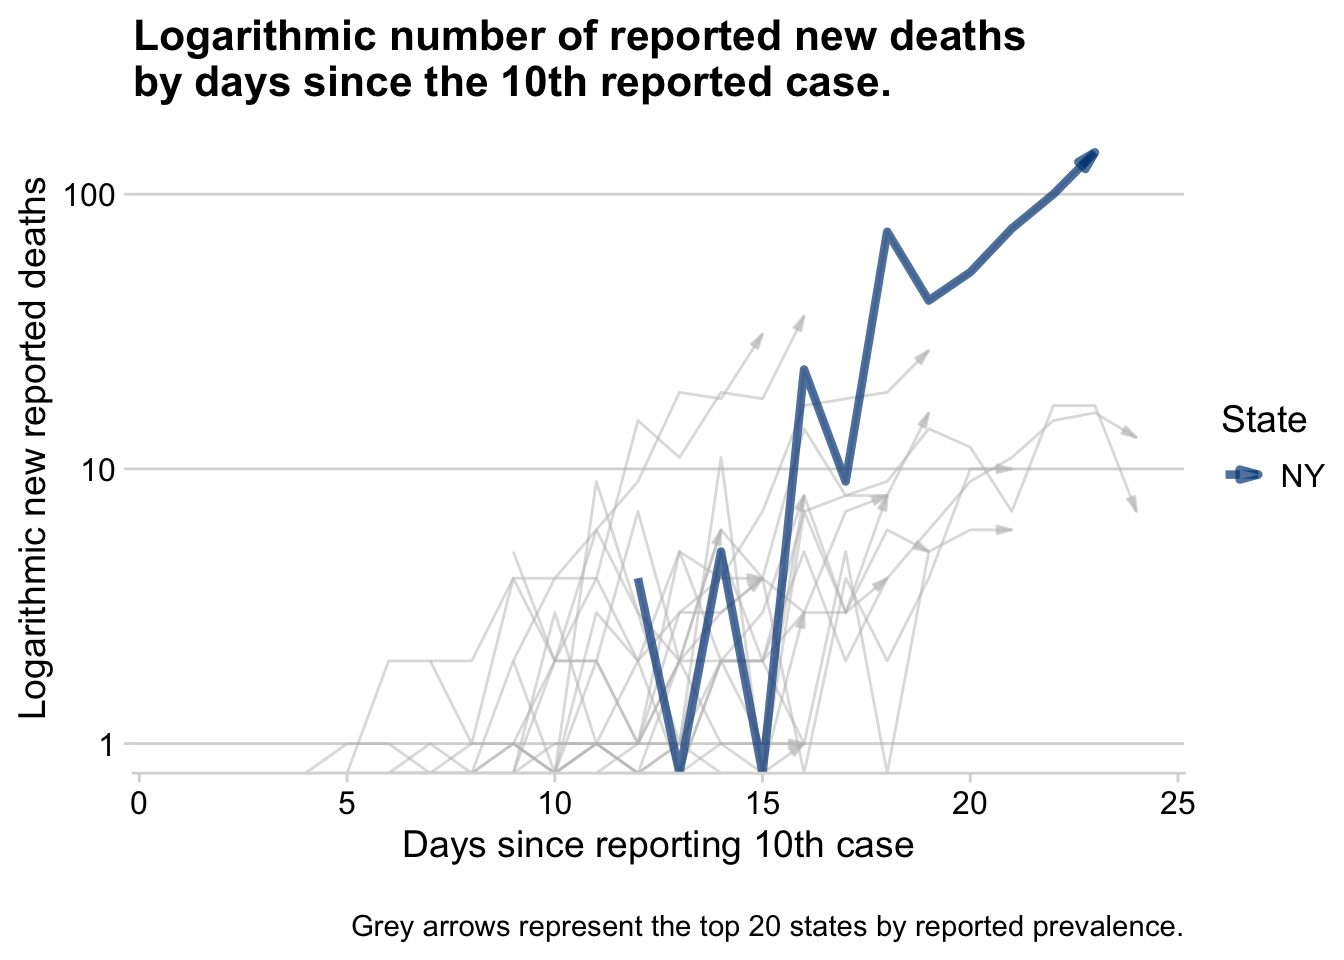 Logarithmic number of reported new deaths
by days since the 10th reported case.
Logarithmic new reported deaths
100
10
1
0 5 10 15 20 25
Days since reporting 10th case
State
NY
Grey arrows represent the top 20 states by reported prevalence.